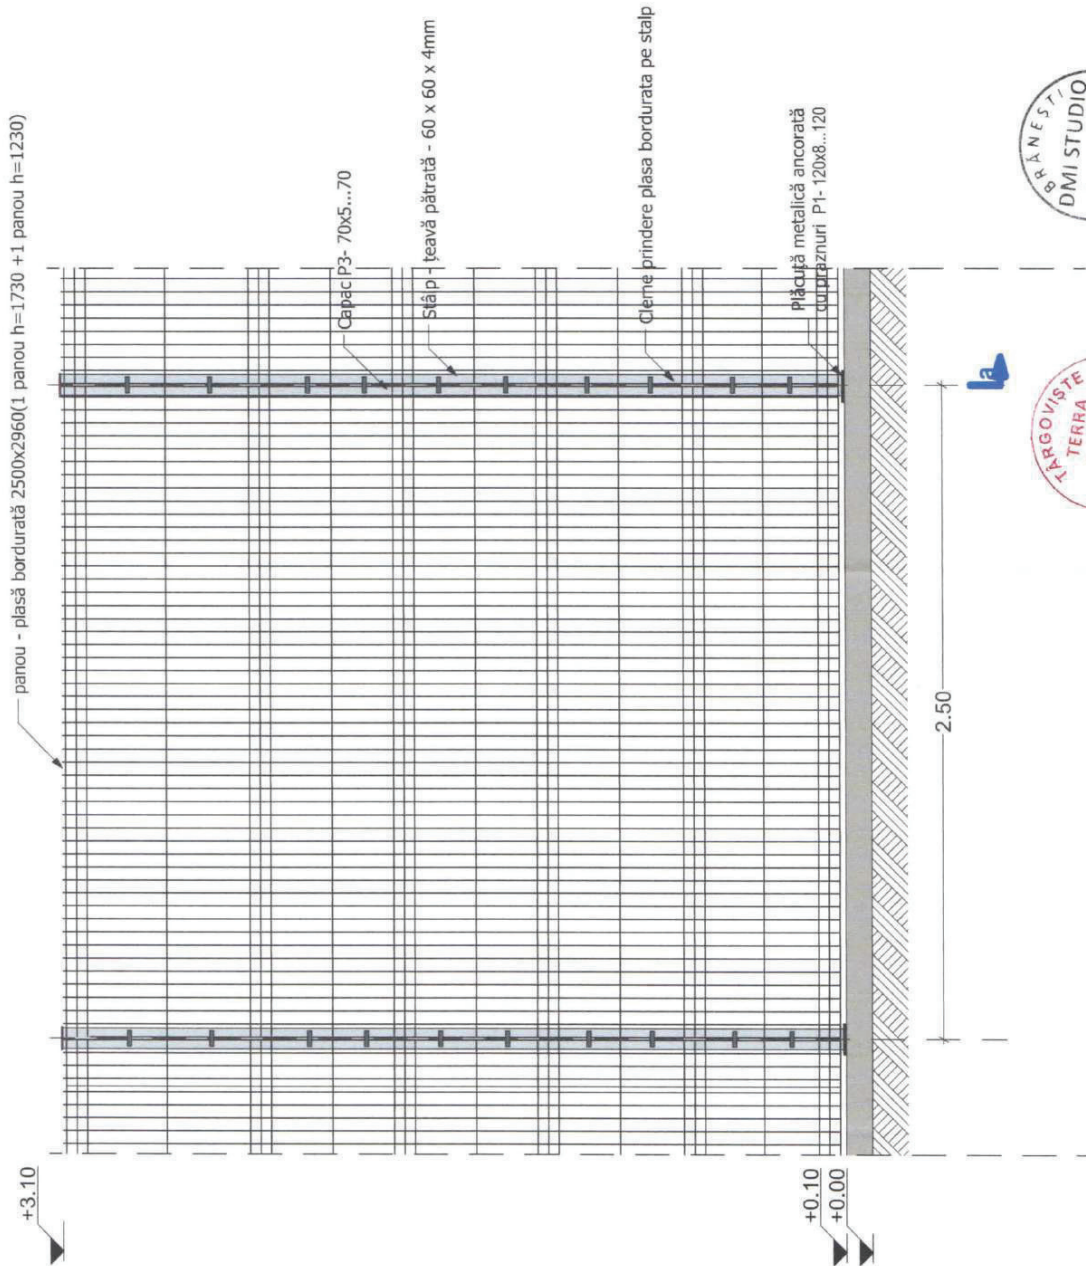 panou - plasă bordurată 2500x2960(1 panou h=1730 +1 panou h=1230)
Capac P3- 70x5...70
Stâp - țeavă pătrată - 60 x 60 x 4mm
Cleme prindere plasa bordurata pe stalp
Plăcuță metalică ancorată
cu praznuri P1- 120x8...120
+3.10
+0.10
+0.00
2.50
a
BRĂNEȘTI
DMI STUDIO
TÂRGOVIȘTE
TERRA